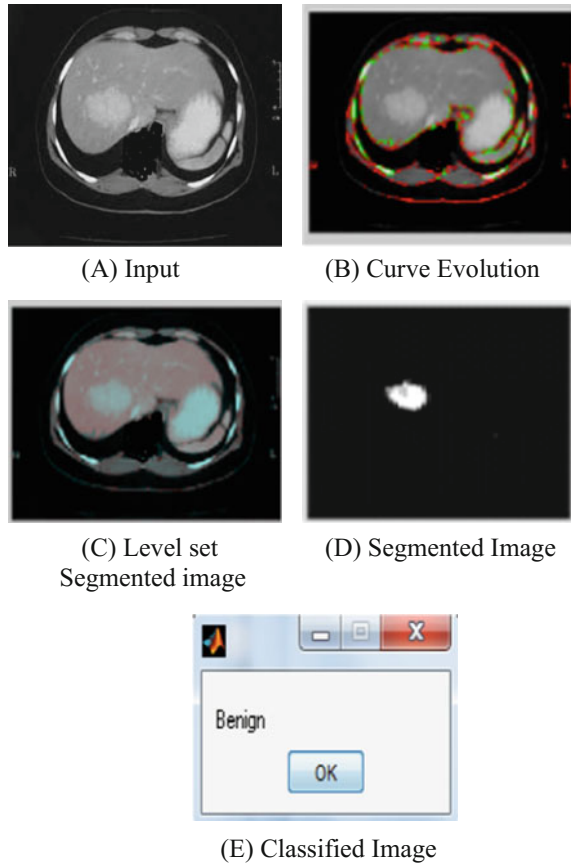 R
L
(A) Input
(B) Curve Evolution
(C) Level set
Segmented image
(D) Segmented Image
X
Benign
OK
(E) Classified Image